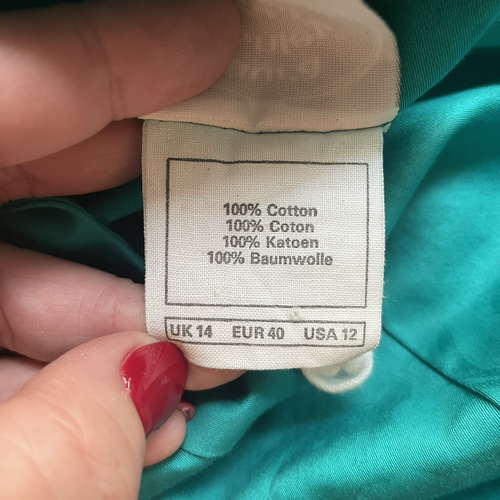 100% Cotton
100% Coton
100% Katoen
100% Baumwolle
UK 14 EUR 40 USA 12